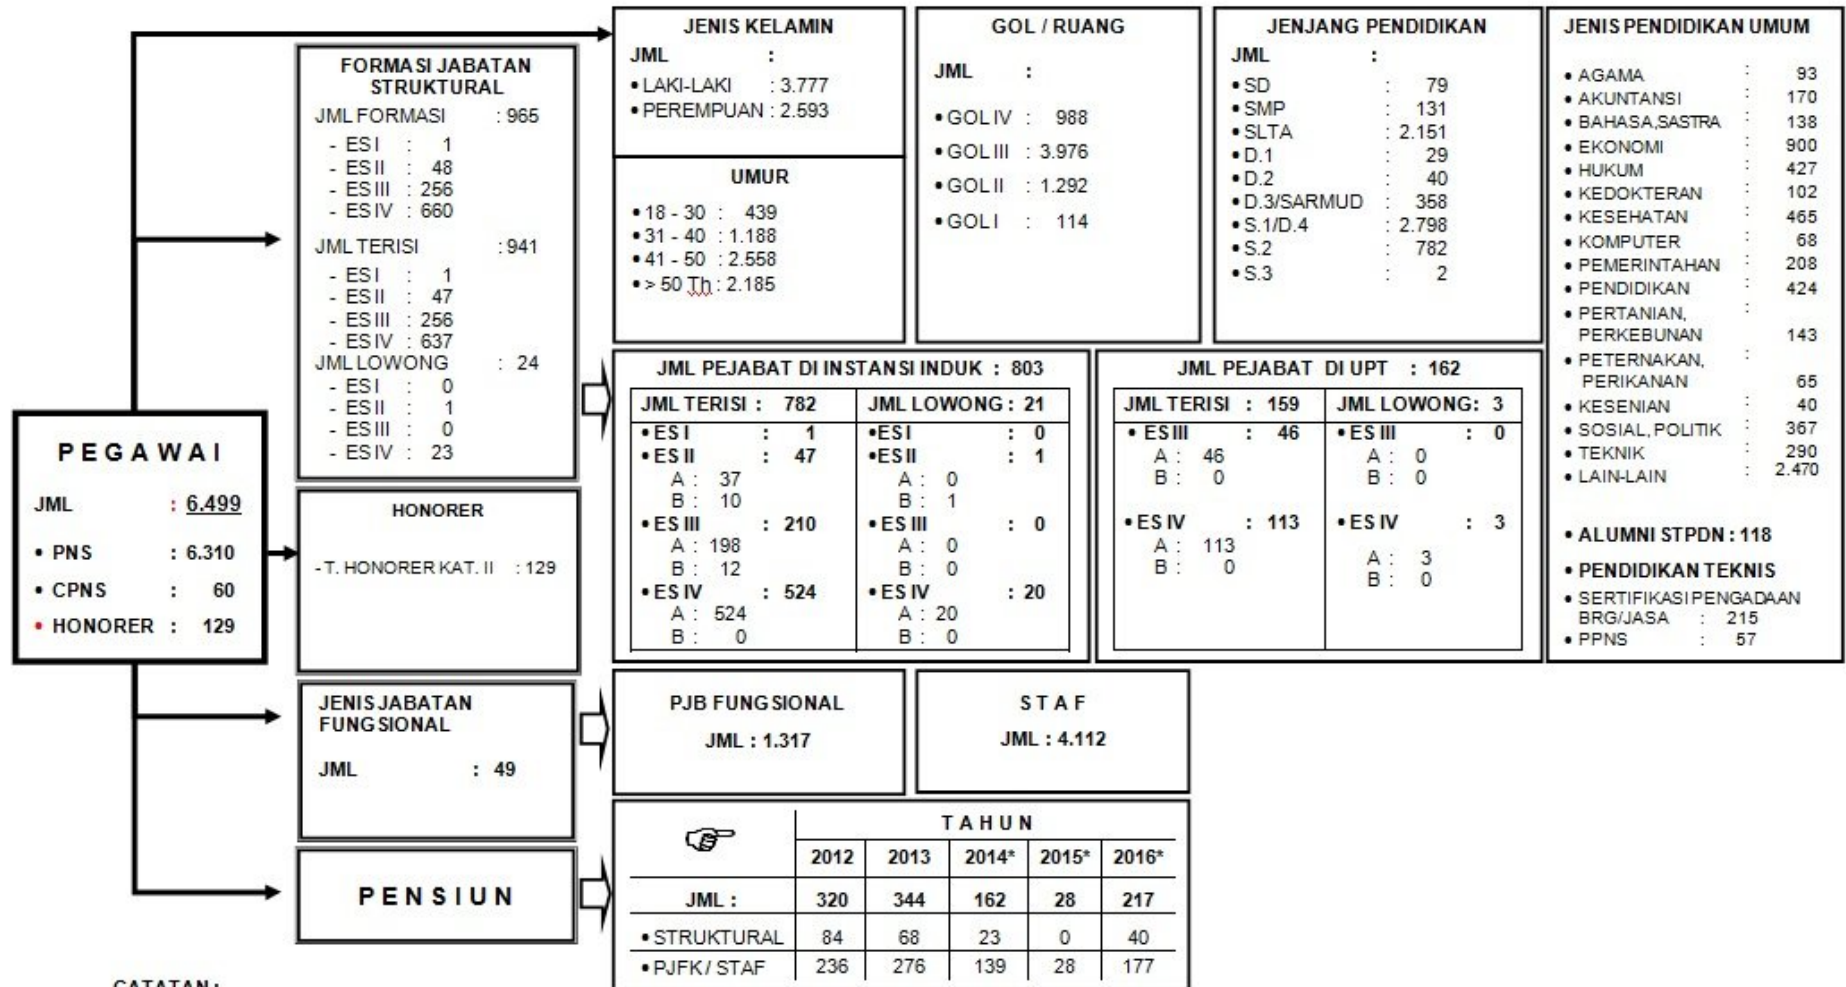 PEGAWAI
JML : 6.499
• PNS : 6.310
• CPNS : 60
• HONORER : 129
FORMASI JABATAN
STRUKTURAL
JML FORMASI : 965
- ES I : 1
- ES II : 48
- ES III : 256
- ES IV : 660
JML TERISI : 941
- ES I : 1
- ES II : 47
- ES III : 256
- ES IV : 637
JML LOWONG : 24
- ES I : 0
- ES II : 1
- ES III : 0
- ES IV : 23
HONORER
- T. HONORER KAT. II : 129
JENIS JABATAN
FUNGSIONAL
JML : 49
PENSIUN
JENIS KELAMIN
JML :
• LAKI-LAKI : 3.777
• PEREMPUAN : 2.593
UMUR
• 18 - 30 : 439
• 31 - 40 : 1.188
• 41 - 50 : 2.558
• > 50 Th : 2.185
GOL / RUANG
JML :
• GOL IV : 988
• GOL III : 3.976
• GOL II : 1.292
• GOL I : 114
JENJANG PENDIDIKAN
JML :
• SD : 79
• SMP : 131
• SLTA : 2.151
• D.1 : 29
• D.2 : 40
• D.3/SARMUD : 358
• S.1/D.4 : 2.798
• S.2 : 782
• S.3 : 2
JENIS PENDIDIKAN UMUM
• AGAMA : 93
• AKUNTANSI : 170
• BAHASA,SASTRA : 138
• EKONOMI : 900
• HUKUM : 427
• KEDOKTERAN : 102
• KESEHATAN : 465
• KOMPUTER : 68
• PEMERINTAHAN : 208
• PENDIDIKAN : 424
• PERTANIAN, :
PERKEBUNAN 143
• PETERNAKAN, :
PERIKANAN 65
• KESENIAN : 40
• SOSIAL, POLITIK : 367
• TEKNIK : 290
• LAIN-LAIN : 2.470
• ALUMNI STPDN : 118
• PENDIDIKAN TEKNIS
• SERTIFIKASI PENGADAAN
BRG/JASA : 215
• PPNS : 57
JML PEJABAT DI INSTANSI INDUK : 803
JML TERISI : 782
• ES I : 1
• ES II : 47
A : 37
B : 10
• ES III : 210
A : 198
B : 12
• ES IV : 524
A : 524
B : 0
JML LOWONG : 21
• ES I : 0
• ES II : 1
A : 0
B : 1
• ES III : 0
A : 0
B : 0
• ES IV : 20
A : 20
B : 0
JML PEJABAT DI UPT : 162
JML TERISI : 159
• ES III : 46
A : 46
B : 0
• ES IV : 113
A : 113
B : 0
JML LOWONG : 3
• ES III : 0
A : 0
B : 0
• ES IV : 3
A : 3
B : 0
PJB FUNGSIONAL
JML : 1.317
STAF
JML : 4.112
TAHUN
2012 2013 2014* 2015* 2016*
JML : 320 344 162 28 217
• STRUKTURAL 84 68 23 0 40
• PJFK / STAF 236 276 139 28 177
CATATAN :